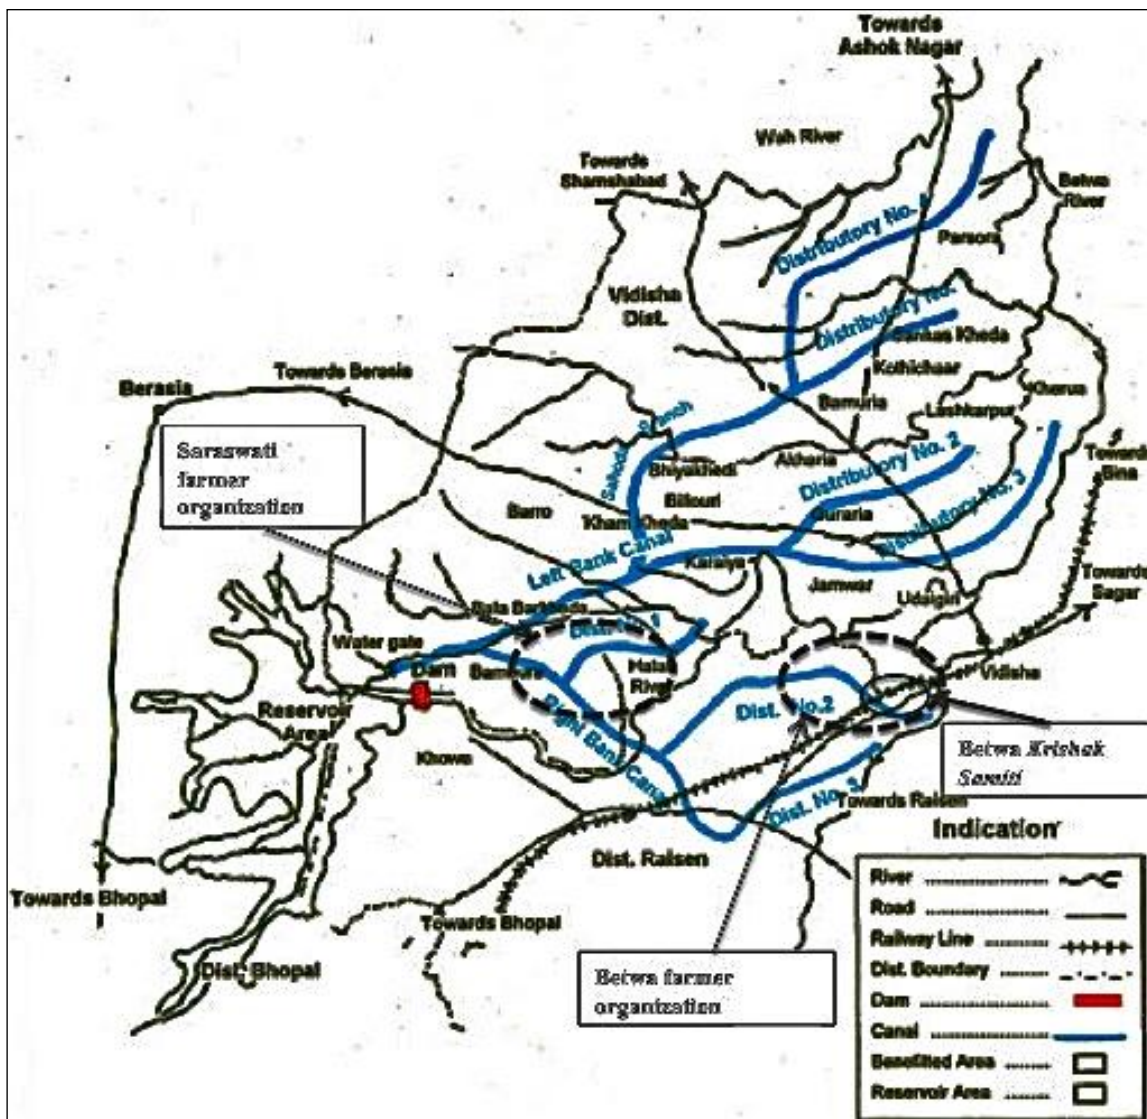 Towards
Ashok Nagar
Wah River
Towards
Shamshabad
Betwa
River
Distributory No. 4
Parsora
Vidisha
Dist.
Distributory No.
Kothichaar
Kherua
Bamuria
Lashkarpur
Berasia
Towards Berasia
Saraswati
farmer
organization
Branch
Bhiyakhedi
Distributory No. 2
Toward
Bina
Billouri
Barro
Kham Kheda
Distributory No. 3
Left Bank Canal
Karaiya
Jamwar
Towards
Sagar
Udaigiri
Dist. No. 1
Water gate
Dam
Halai
River
Vidisha
Reservoir
Area
Right Bank Canal
Dist. No.2
Betwa Krishak
Samiti
Khowa
Dist. No. 3
Towards Raisen
Dist. Raisen
Towards Bhopal
Towards Bhopal
Dist. Bhopal
Betwa farmer
organization
Indication
River
Road
Railway Line
Dist. Boundary
Dam
Canal
Benefitted Area
Reservoir Area